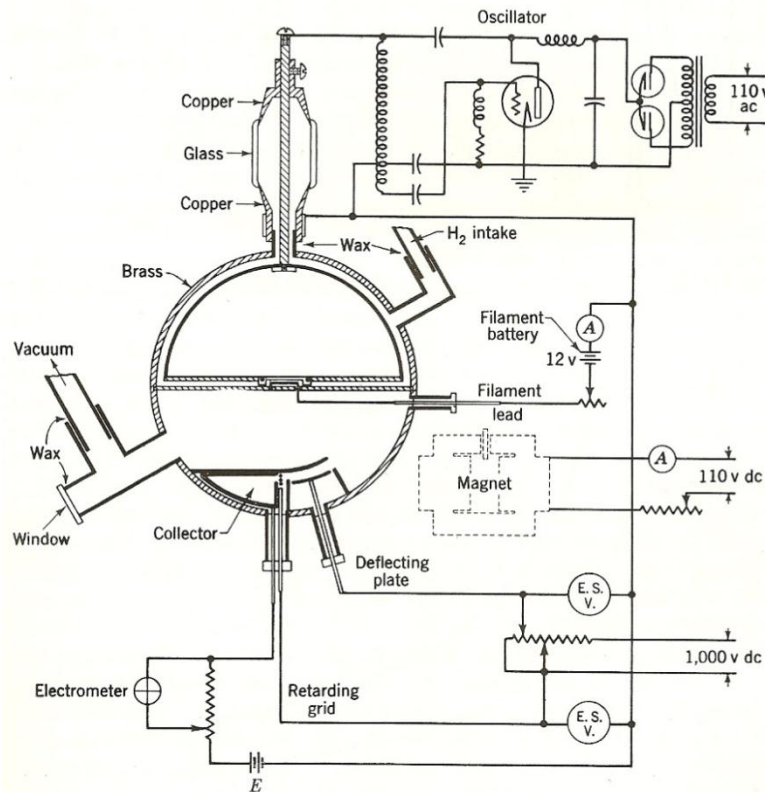 Oscillator
Copper
110 v
ac
Glass
Copper
Wax
H₂ intake
Brass
Filament
battery
A
12 v
Vacuum
Filament
lead
Wax
A
110 v dc
Magnet
Window
Collector
Deflecting
plate
E. S.
V.
1,000 v dc
Electrometer
Retarding
grid
E. S.
V.
E